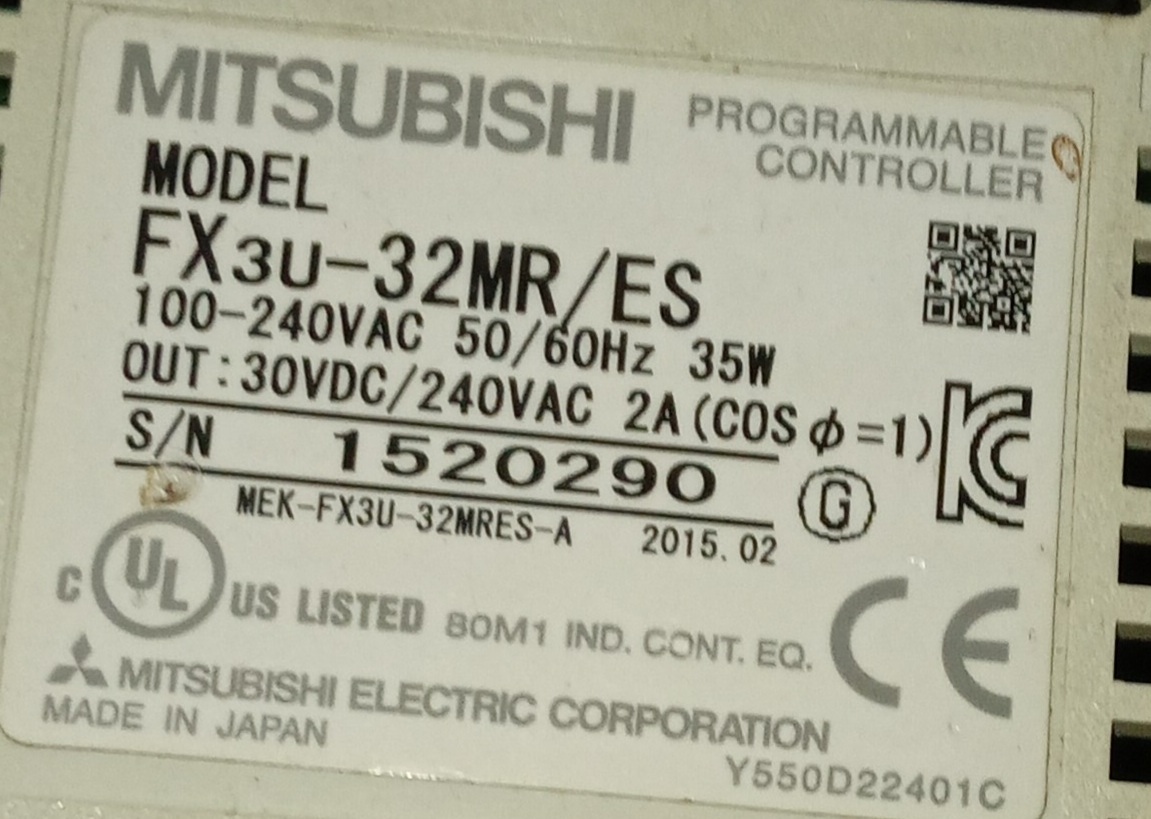 MITSUBISHI
PROGRAMMABLE
CONTROLLER
MODEL
FX3U-32MR/ES
100-240VAC 50/60Hz 35W
OUT:30VDC/240VAC 2A(COS ϕ=1)
S/N 1520290
MEK-FX3U-32MRES-A 2015.02
G
KC
C UL US LISTED 80M1 IND. CONT. EQ.
CE
MITSUBISHI ELECTRIC CORPORATION
MADE IN JAPAN
Y550D22401C